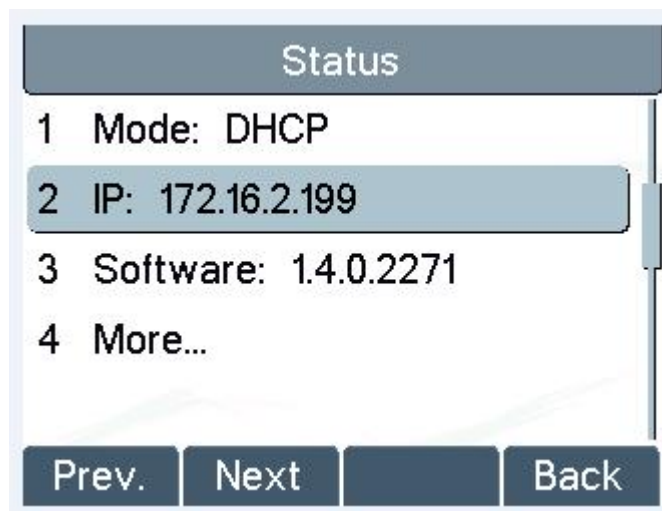 Status
1 Mode: DHCP
2 IP: 172.16.2.199
3 Software: 1.4.0.2271
4 More...
Prev. Next Back